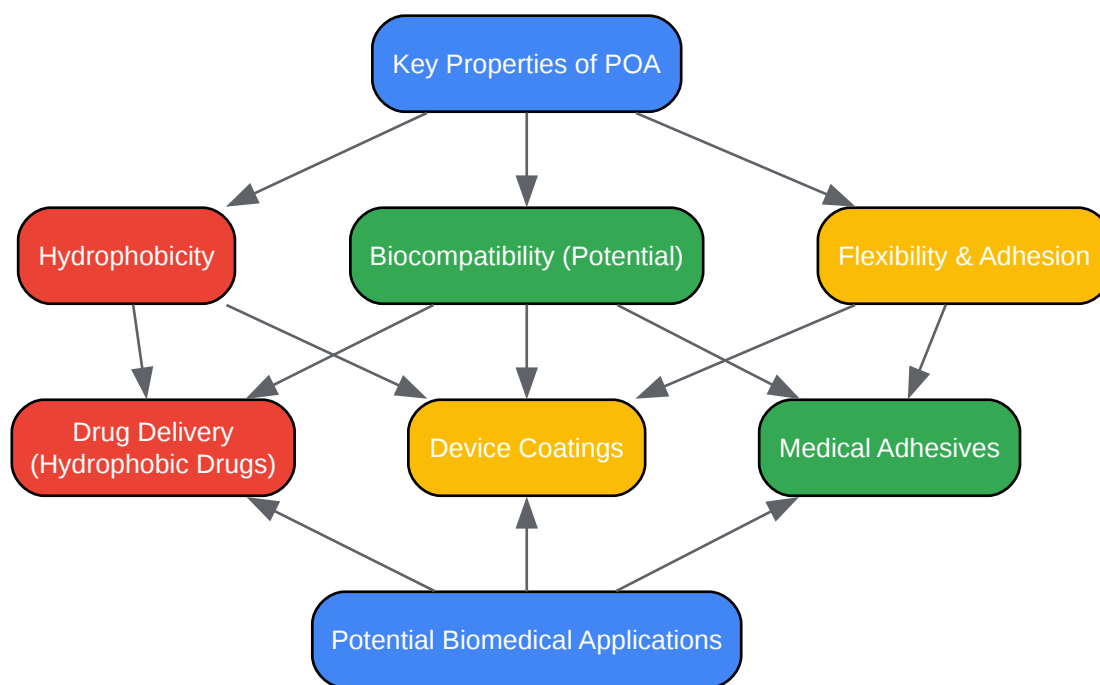 Key Properties of POA
Hydrophobicity
Biocompatibility (Potential)
Flexibility & Adhesion
Drug Delivery
(Hydrophobic Drugs)
Device Coatings
Medical Adhesives
Potential Biomedical Applications